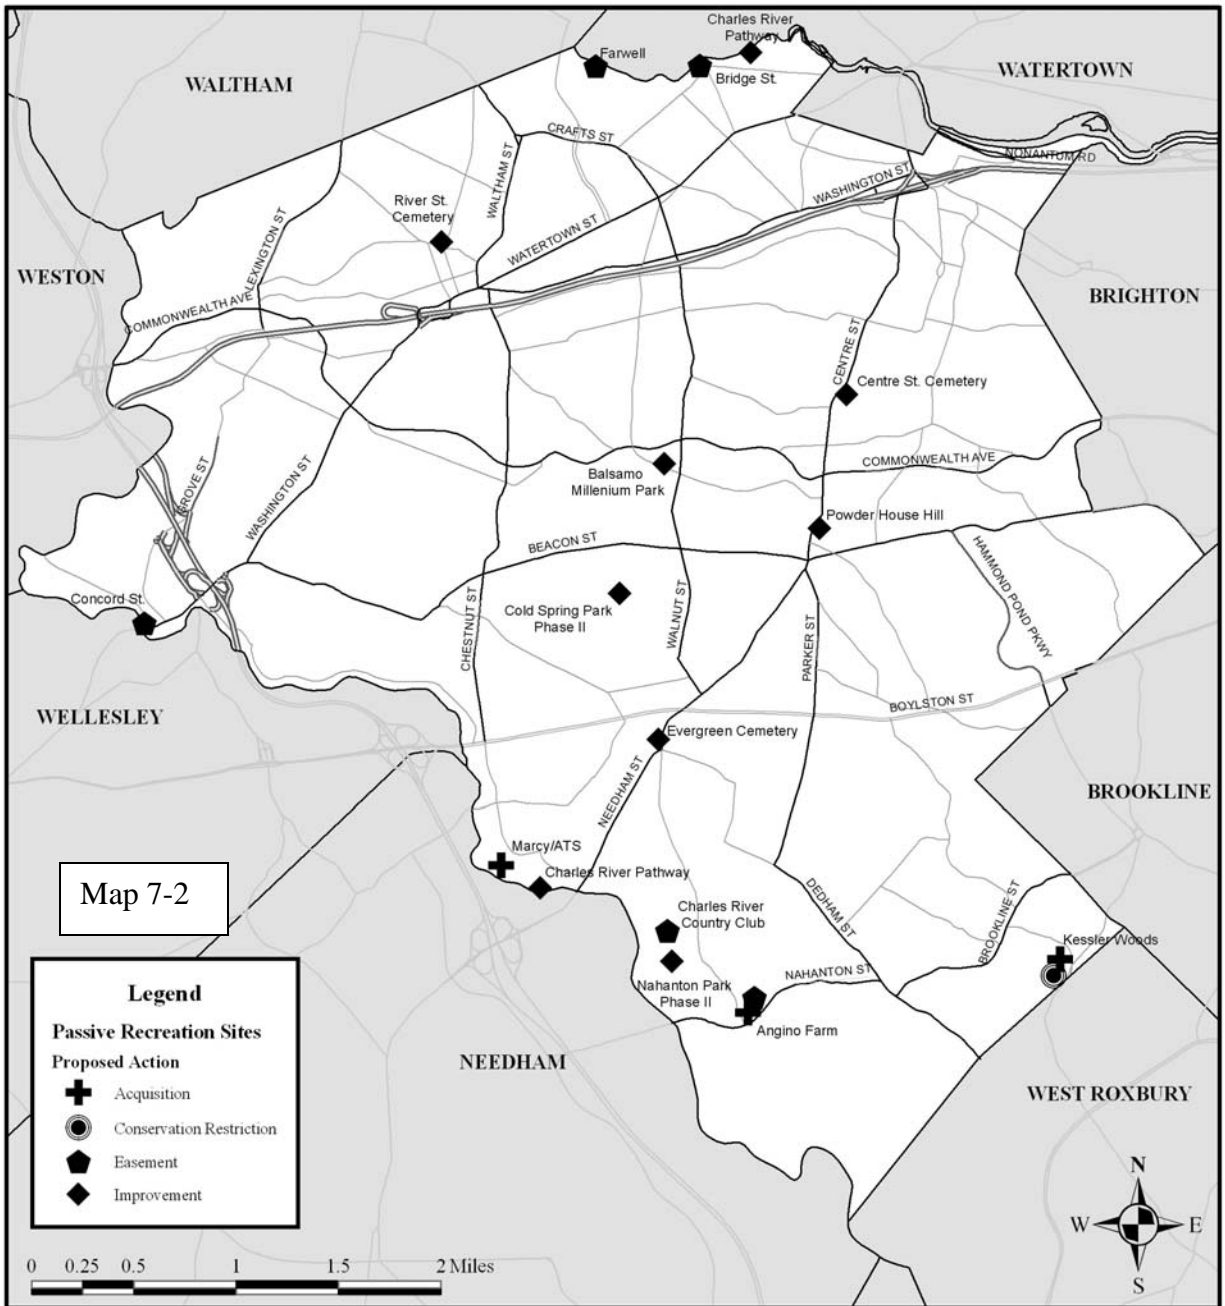 Charles River
Pathway
Farwell
WALTHAM
WATERTOWN
Bridge St.
CRAFTS ST
NONANTUM RD
WALTHAM ST
WASHINGTON ST
River St.
Cemetery
WATERTOWN ST
LEXINGTON ST
WESTON
BRIGHTON
COMMONWEALTH AVE
CENTRE ST
Centre St. Cemetery
COMMONWEALTH AVE
Balsamo
Millenium Park
GROVE ST
WASHINGTON ST
Powder House Hill
BEACON ST
HAMMOND POND PKWY
Concord St.
Cold Spring Park
Phase II
CHESTNUT ST
WALNUT ST
PARKER ST
BOYLSTON ST
WELLESLEY
Evergreen Cemetery
NEEDHAM ST
BROOKLINE
Marcy/ATS
Charles River Pathway
Map 7-2
DEDHAM ST
BROOKLINE ST
Charles River
Country Club
Kessler Woods
NAHANTON ST
Nahanton Park
Phase II
Angino Farm
NEEDHAM
WEST ROXBURY
Legend
Passive Recreation Sites
Proposed Action
Acquisition
Conservation Restriction
Easement
Improvement
N
W
E
S
0 0.25 0.5 1 1.5 2 Miles